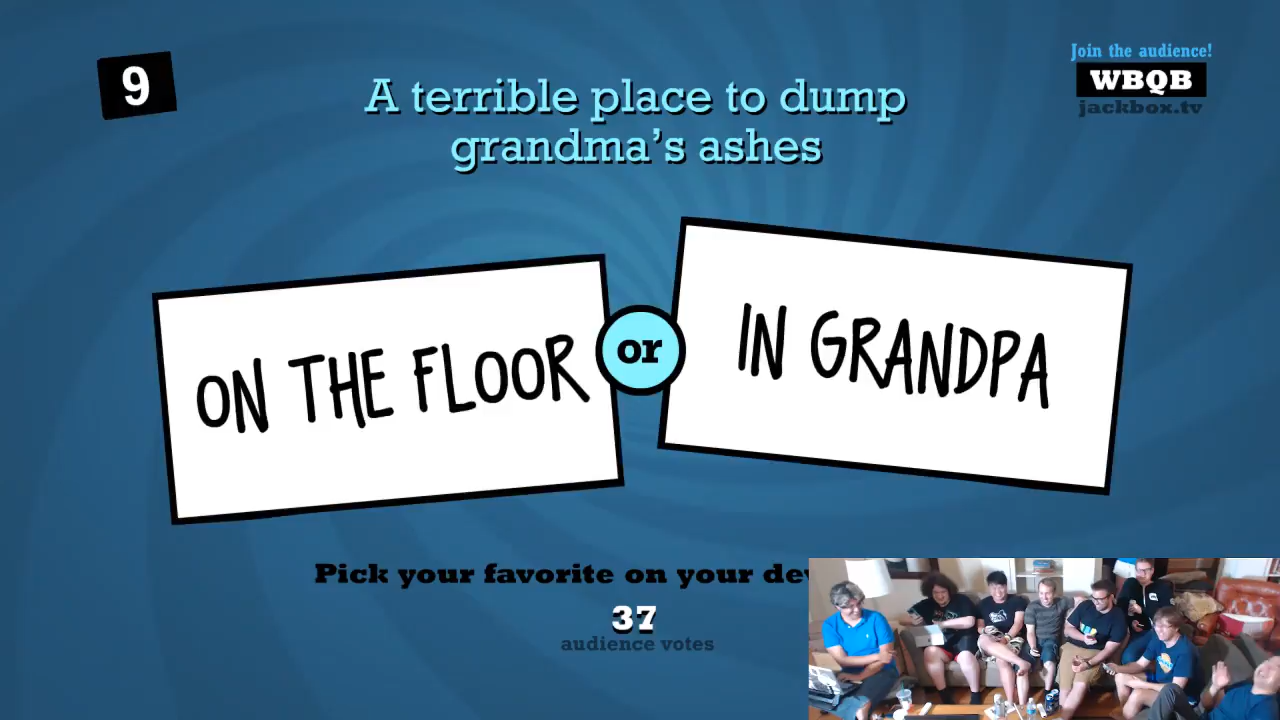 9
A terrible place to dump
grandma's ashes
Join the audience!
WBQB
jackbox.tv
ON THE FLOOR
or
IN GRANDPA
Pick your favorite on your
37
audience votes